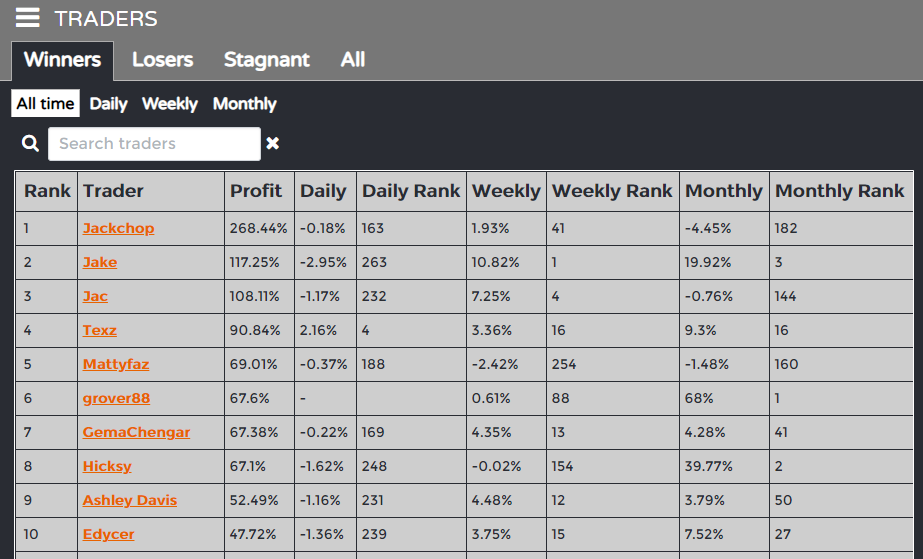 TRADERS
Winners Losers Stagnant All
All time Daily Weekly Monthly
Search traders
Rank Trader Profit Daily Daily Rank Weekly Weekly Rank Monthly Monthly Rank
1 Jackchop 268.44% -0.18% 163 1.93% 41 -4.45% 182
2 Jake 117.25% -2.95% 263 10.82% 1 19.92% 3
3 Jac 108.11% -1.17% 232 7.25% 4 -0.76% 144
4 Texz 90.84% 2.16% 4 3.36% 16 9.3% 16
5 Mattyfaz 69.01% -0.37% 188 -2.42% 254 -1.48% 160
6 grover88 67.6% - 0.61% 88 68% 1
7 GemaChengar 67.38% -0.22% 169 4.35% 13 4.28% 41
8 Hicksy 67.1% -1.62% 248 -0.02% 154 39.77% 2
9 Ashley Davis 52.49% -1.16% 231 4.48% 12 3.79% 50
10 Edycer 47.72% -1.36% 239 3.75% 15 7.52% 27